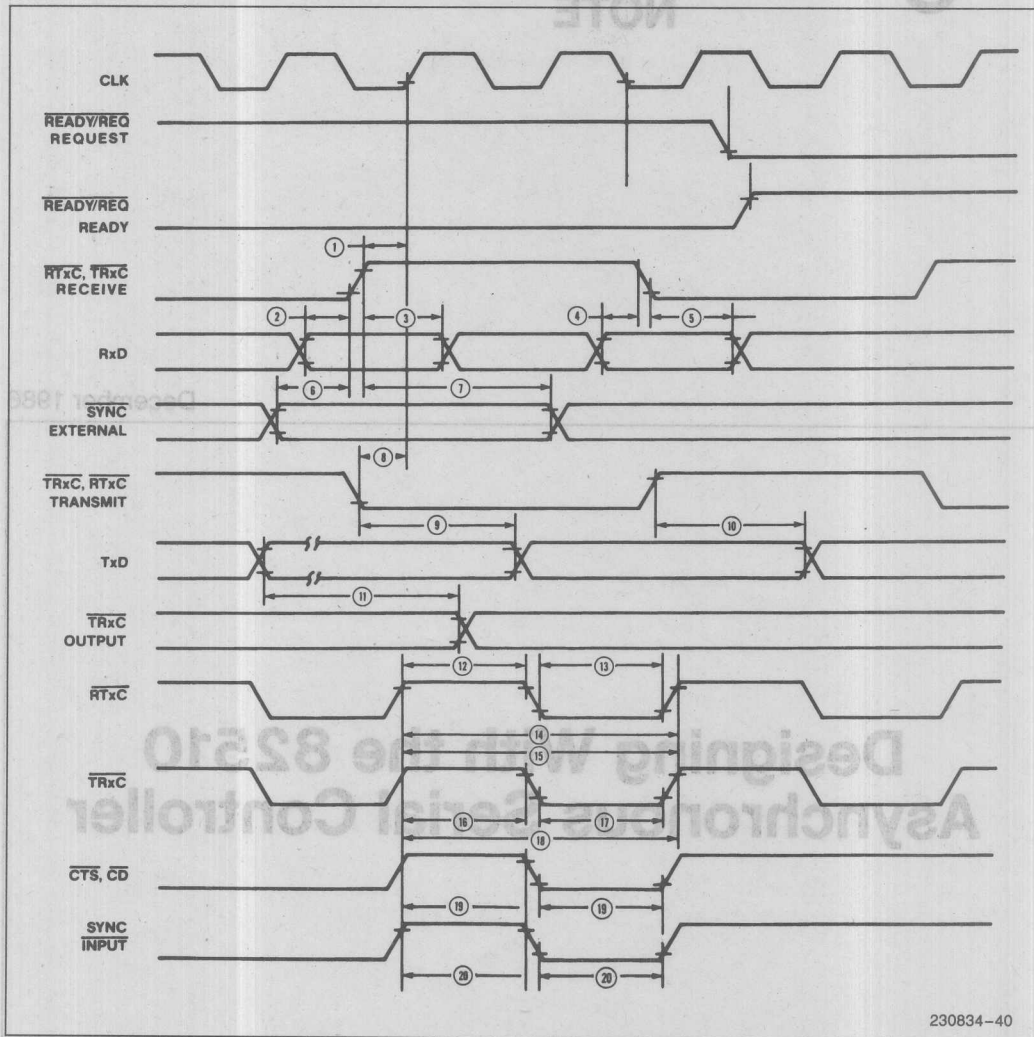 NOTE
CLK
READY/REQ
REQUEST
READY/REQ
READY
1
RTxC, TRxC
RECEIVE
2
3
4
5
RxD
6
7
December 1986
SYNC
EXTERNAL
8
TRxC, RTxC
TRANSMIT
9
10
TxD
11
TRxC
OUTPUT
12
13
RTxC
14
15
Designing With the 82510
Asynchronous Serial Controller
TRxC
16
17
18
CTS, CD
19
19
SYNC
INPUT
20
20
230834-40